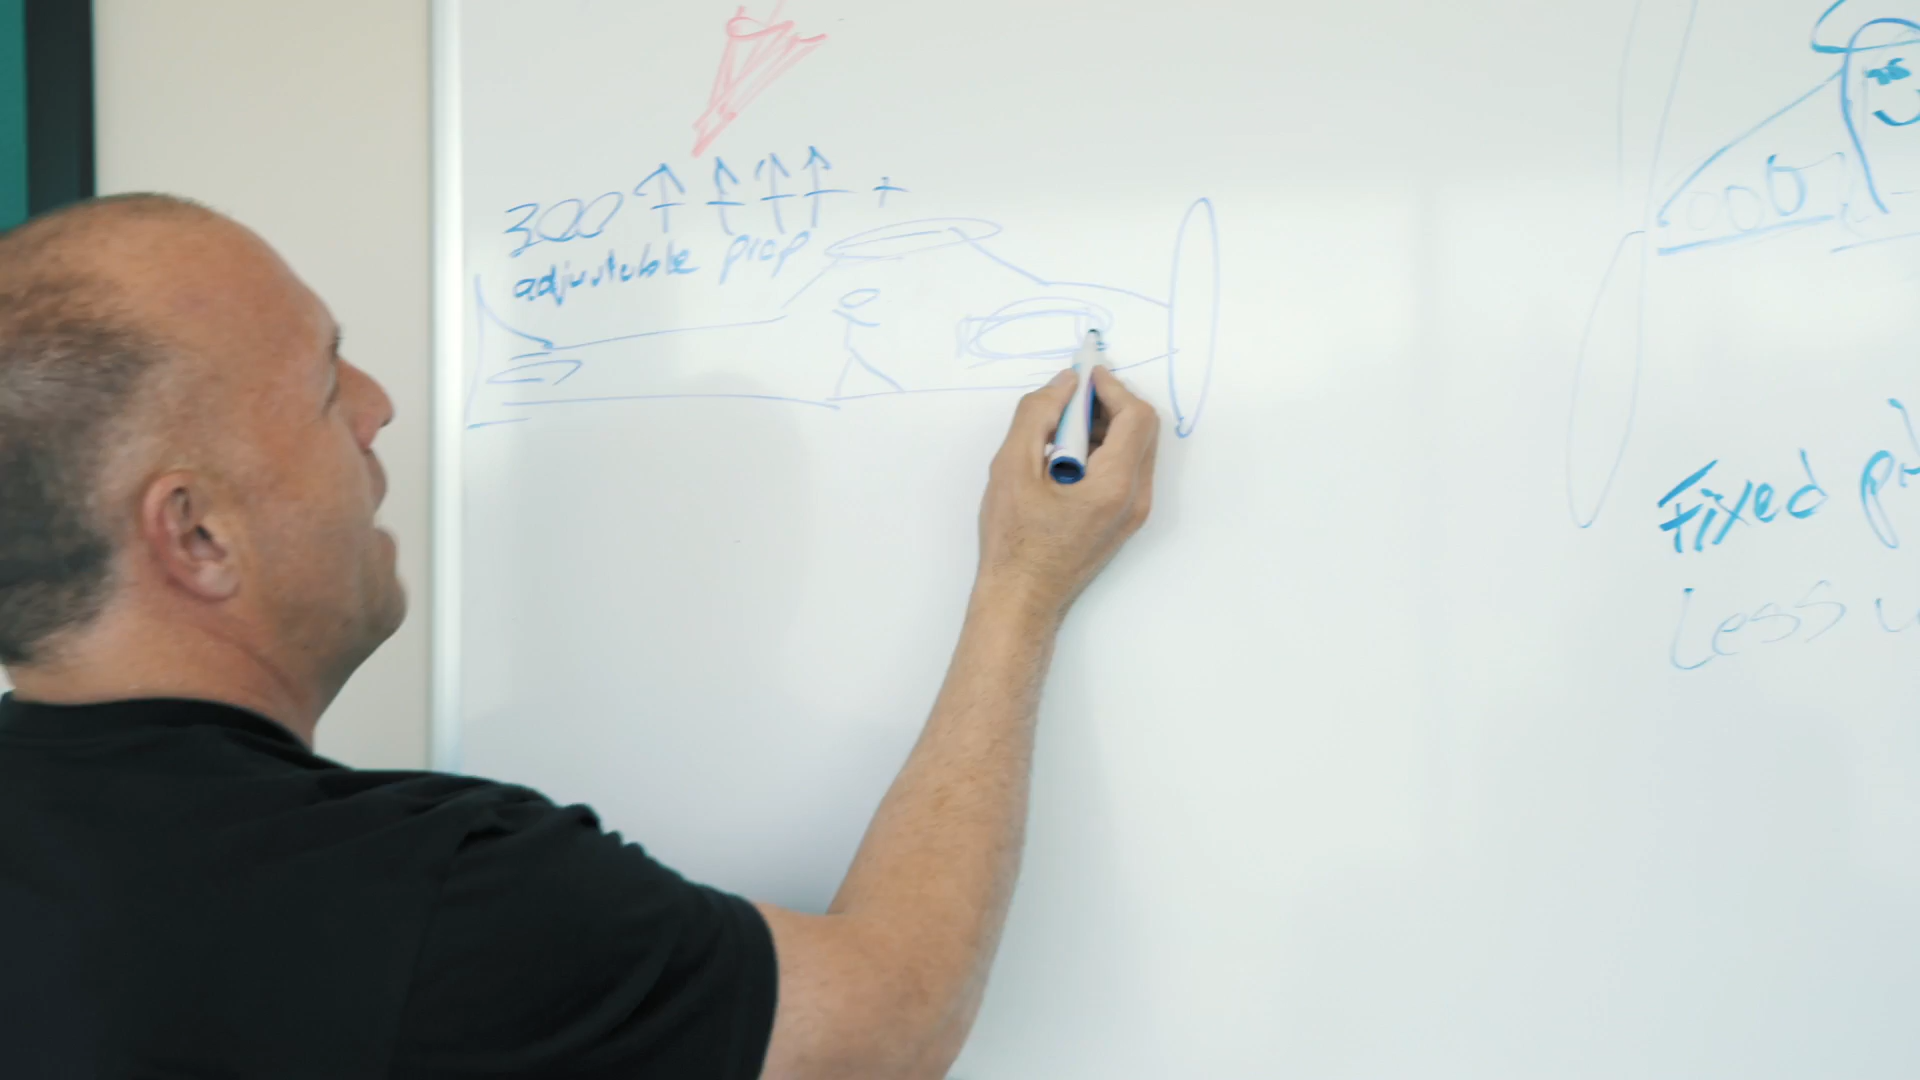 300 ↑ ↑ ↑ ↑ +
adjustable prop
Fixed
Less